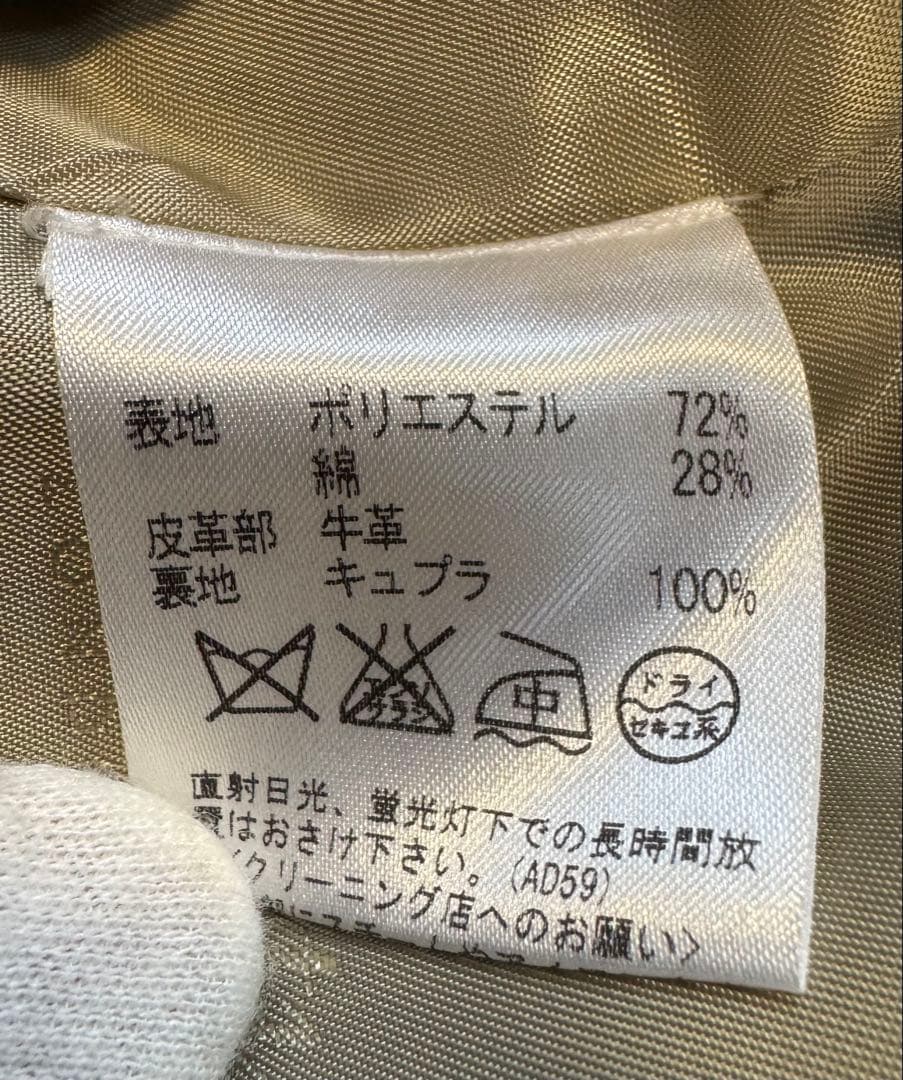 表地 ポリエステル 72%
綿 28%
皮革部 牛革
裏地 キュプラ 100%
中
ドライ
セキユ系
直射日光、蛍光灯下での長時間放
置はおさけ下さい。(AD59)
クリーニング店へのお願い>